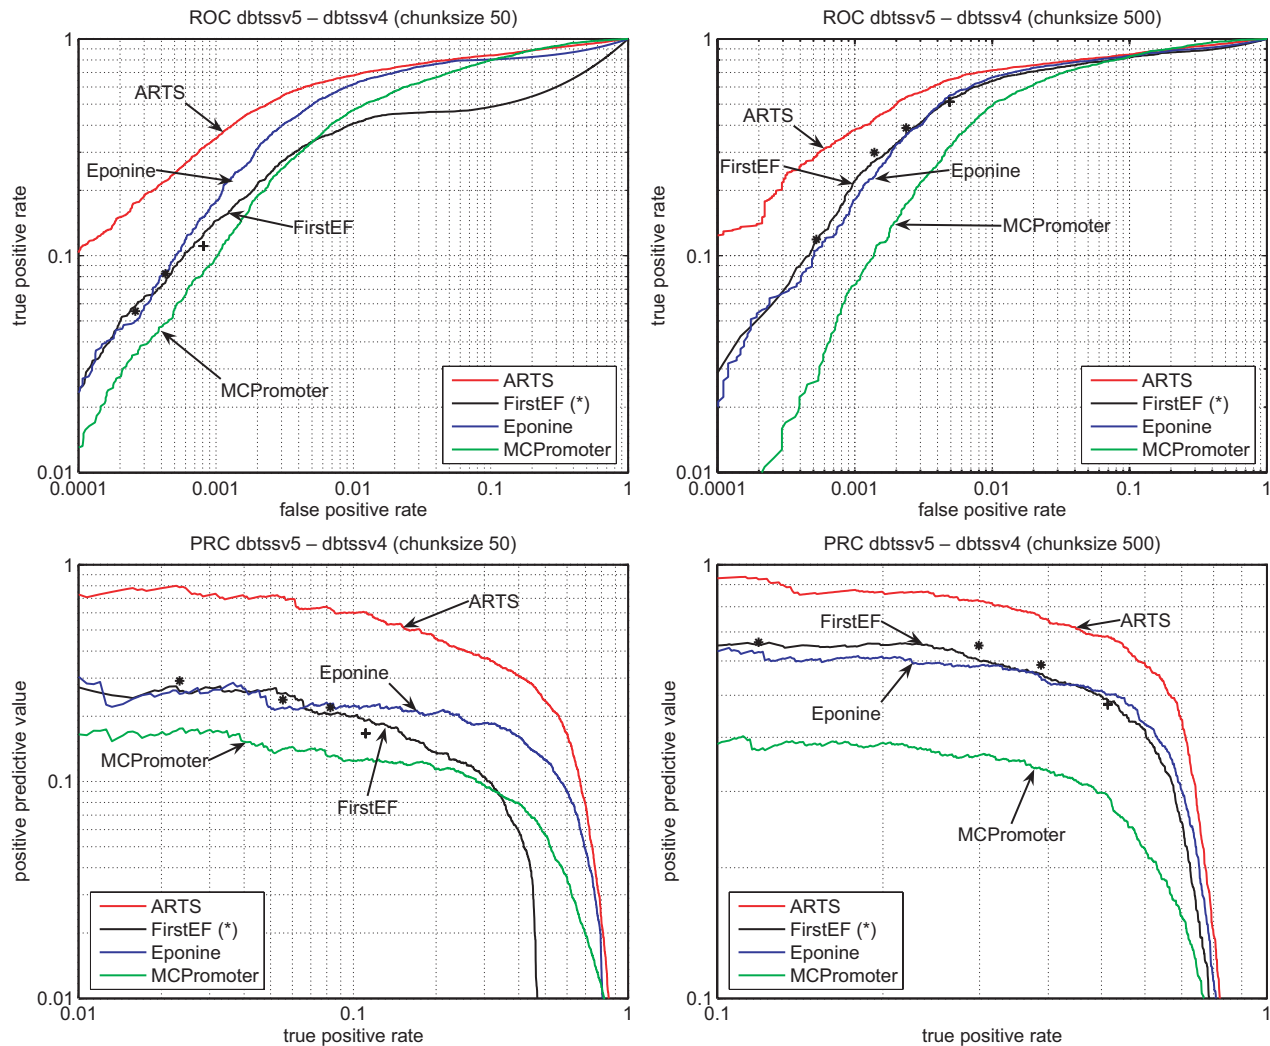 ROC dbtssv5 – dbtssv4 (chunksize 50)
1
0.1
0.01
true positive rate
ARTS
Eponine
FirstEF
MCPromoter
ARTS
FirstEF (*)
Eponine
MCPromoter
0.0001
0.001
0.01
0.1
1
false positive rate
ROC dbtssv5 – dbtssv4 (chunksize 500)
1
0.1
0.01
true positive rate
ARTS
FirstEF
Eponine
MCPromoter
ARTS
FirstEF (*)
Eponine
MCPromoter
0.0001
0.001
0.01
0.1
1
false positive rate
PRC dbtssv5 – dbtssv4 (chunksize 50)
1
0.1
0.01
positive predictive value
ARTS
Eponine
MCPromoter
FirstEF
ARTS
FirstEF (*)
Eponine
MCPromoter
0.01
0.1
1
true positive rate
PRC dbtssv5 – dbtssv4 (chunksize 500)
1
0.1
positive predictive value
FirstEF
ARTS
Eponine
MCPromoter
ARTS
FirstEF (*)
Eponine
MCPromoter
0.1
1
true positive rate